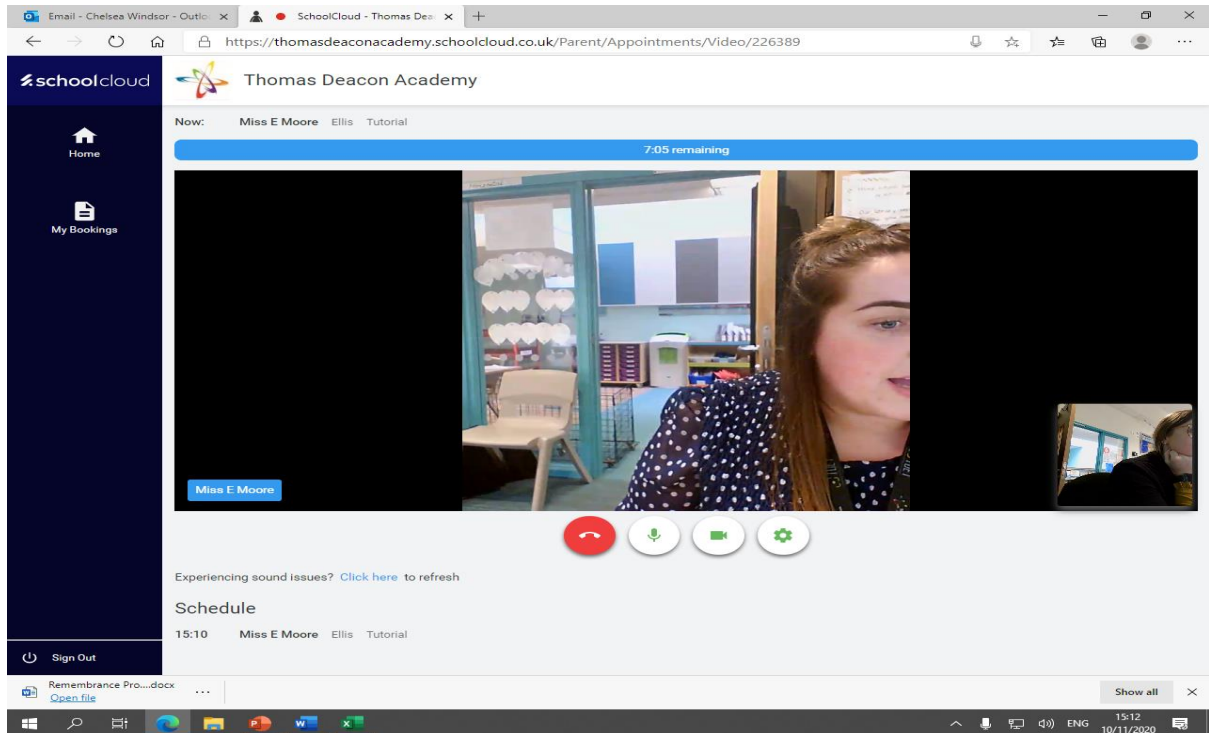 Email - Chelsea Windsor - Outlo
SchoolCloud - Thomas Dea
https://thomasdeaconacademy.schoolcloud.co.uk/Parent/Appointments/Video/226389
schoolcloud
Thomas Deacon Academy
Home
My Bookings
Now: Miss E Moore Ellis Tutorial
7:05 remaining
Miss E Moore
Experiencing sound issues? Click here to refresh
Schedule
15:10 Miss E Moore Ellis Tutorial
Sign Out
Remembrance Pro....docx
Open file
Show all
ENG
15:12
10/11/2020